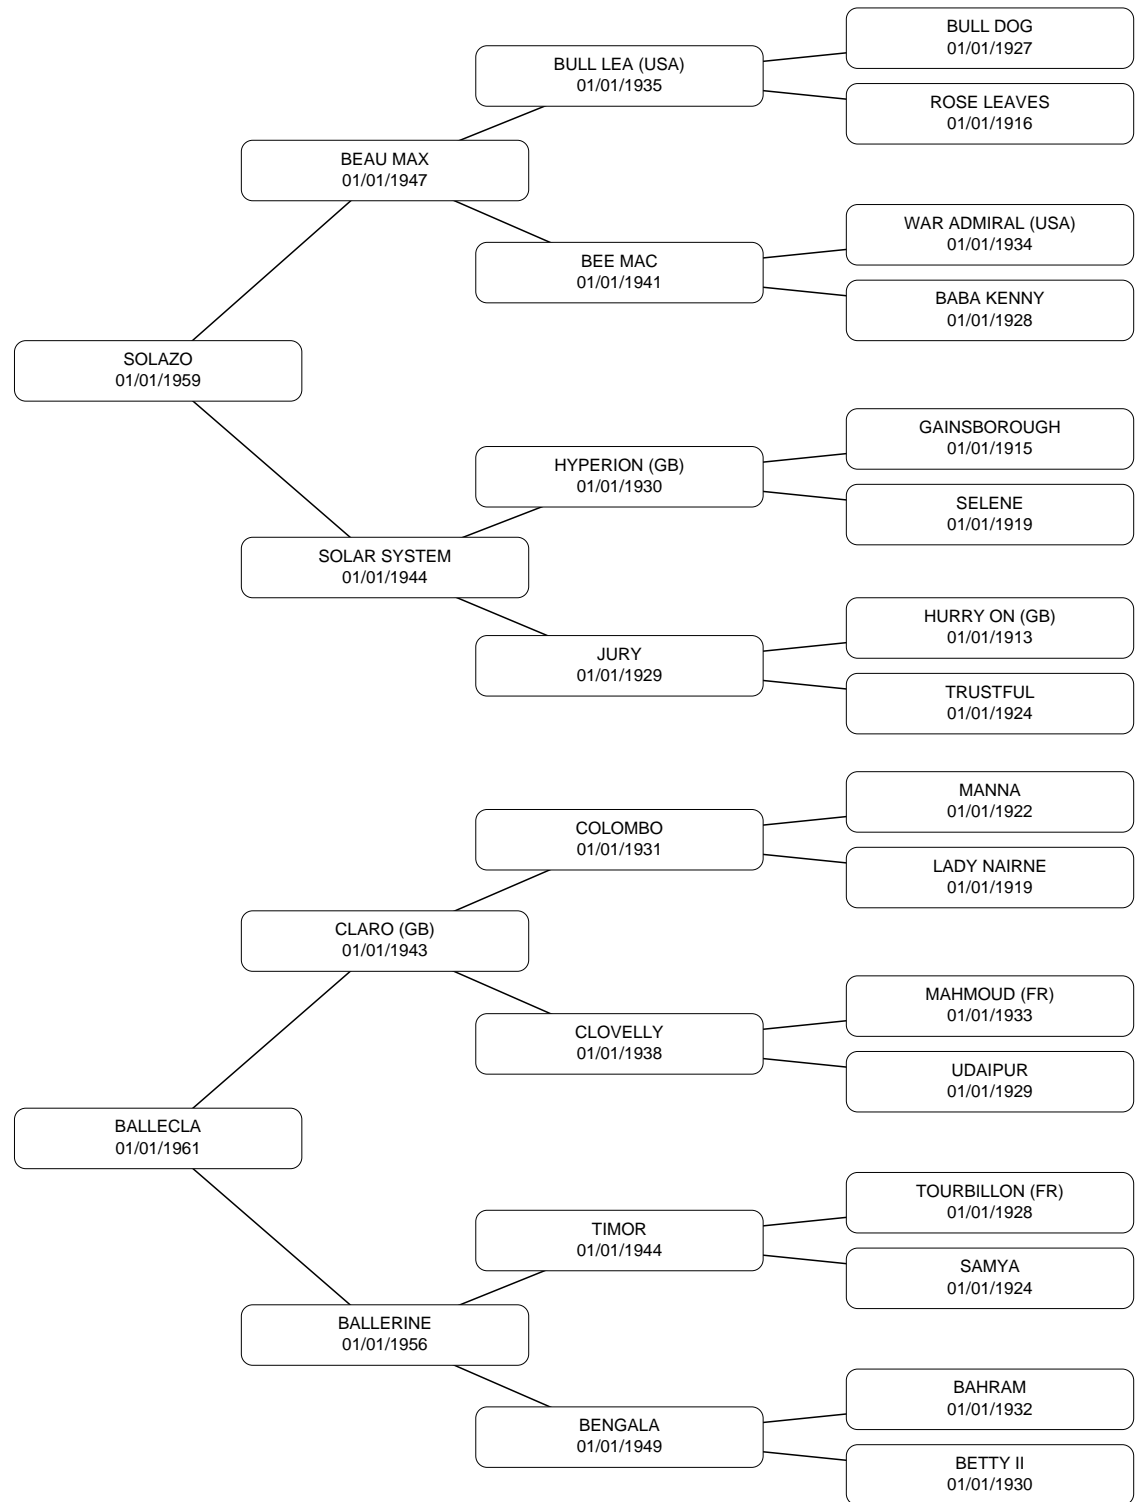 BULL DOG
01/01/1927
BULL LEA (USA)
01/01/1935
ROSE LEAVES
01/01/1916
BEAU MAX
01/01/1947
WAR ADMIRAL (USA)
01/01/1934
BEE MAC
01/01/1941
BABA KENNY
01/01/1928
SOLAZO
01/01/1959
GAINSBOROUGH
01/01/1915
HYPERION (GB)
01/01/1930
SELENE
01/01/1919
SOLAR SYSTEM
01/01/1944
HURRY ON (GB)
01/01/1913
JURY
01/01/1929
TRUSTFUL
01/01/1924
MANNA
01/01/1922
COLOMBO
01/01/1931
LADY NAIRNE
01/01/1919
CLARO (GB)
01/01/1943
MAHMOUD (FR)
01/01/1933
CLOVELLY
01/01/1938
UDAIPUR
01/01/1929
BALLECLA
01/01/1961
TOURBILLON (FR)
01/01/1928
TIMOR
01/01/1944
SAMYA
01/01/1924
BALLERINE
01/01/1956
BAHRAM
01/01/1932
BENGALA
01/01/1949
BETTY II
01/01/1930